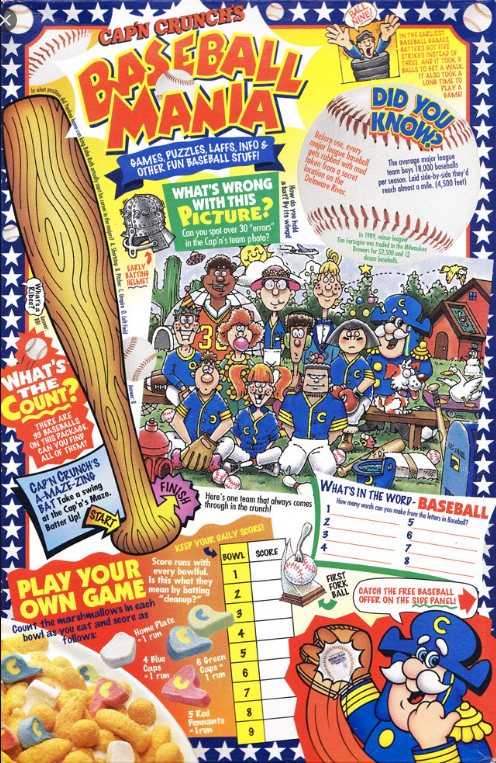 CAP'N CRUNCH'S
BASEBALL
MANIA
GAMES, PUZZLES, LAFFS, INFO &
OTHER FUN BASEBALL STUFF!
BALL
NINE!
IN THE EARLIEST
BASEBALL GAMES,
BATTERS GOT FIVE
STRIKES INSTEAD OF
THREE, AND IT TOOK 9
BALLS TO GET A WALK.
IT ALSO TOOK A
LONG TIME TO
PLAY A
GAME!
DID YOU
KNOW?
Before use, every
major league baseball
gets rubbed with mud
taken from a secret
location on the
Delaware River.
The average major league
team buys 18,000 baseballs
per season. Laid side-by-side they'd
reach almost a mile. (4,500 feet)
In 1989, minor league
Tim Fortugno was traded to the Milwaukee
Brewers for $2,500 and 12
dozen baseballs.
WHAT'S WRONG
WITH THIS
PICTURE?
Can you spot over 30 "errors"
in the Cap'n's team photo?
How do you hold
a bat? By its wings!
EARLY
BATTING
HELMET
What's a
WHAT'S
THE
COUNT?
THERE ARE
33 BASEBALLS
ON THIS PACKAGE.
CAN YOU FIND
ALL OF THEM?
CAP'N CRUNCH'S
A-MAZE-ZING
BAT Take a swing
at the Cap'n's Maze.
Batter Up!
START
FINISH
Here's one team that always comes
through in the crunch!
WHAT'S IN THE WORD-BASEBALL
How many words can you make from the letters in Baseball?
1 5
2 6
3 7
4 8
KEEP YOUR DAILY SCORE!
Score runs with
every bowlful.
Is this what they
mean by batting
"cleanup?"
BOWL SCORE
1
2
3
4
5
6
7
8
9
FIRST
FORK
BALL
CATCH THE FREE BASEBALL
OFFER ON THE SIDE PANEL!
PLAY YOUR
OWN GAME
Count the marshmallows in each
bowl as you eat and score as
follows:
Home Plate
=1 run
4 Blue
Caps
=1 run
6 Green
Caps =
1 run
5 Red
Pennants
=1 run